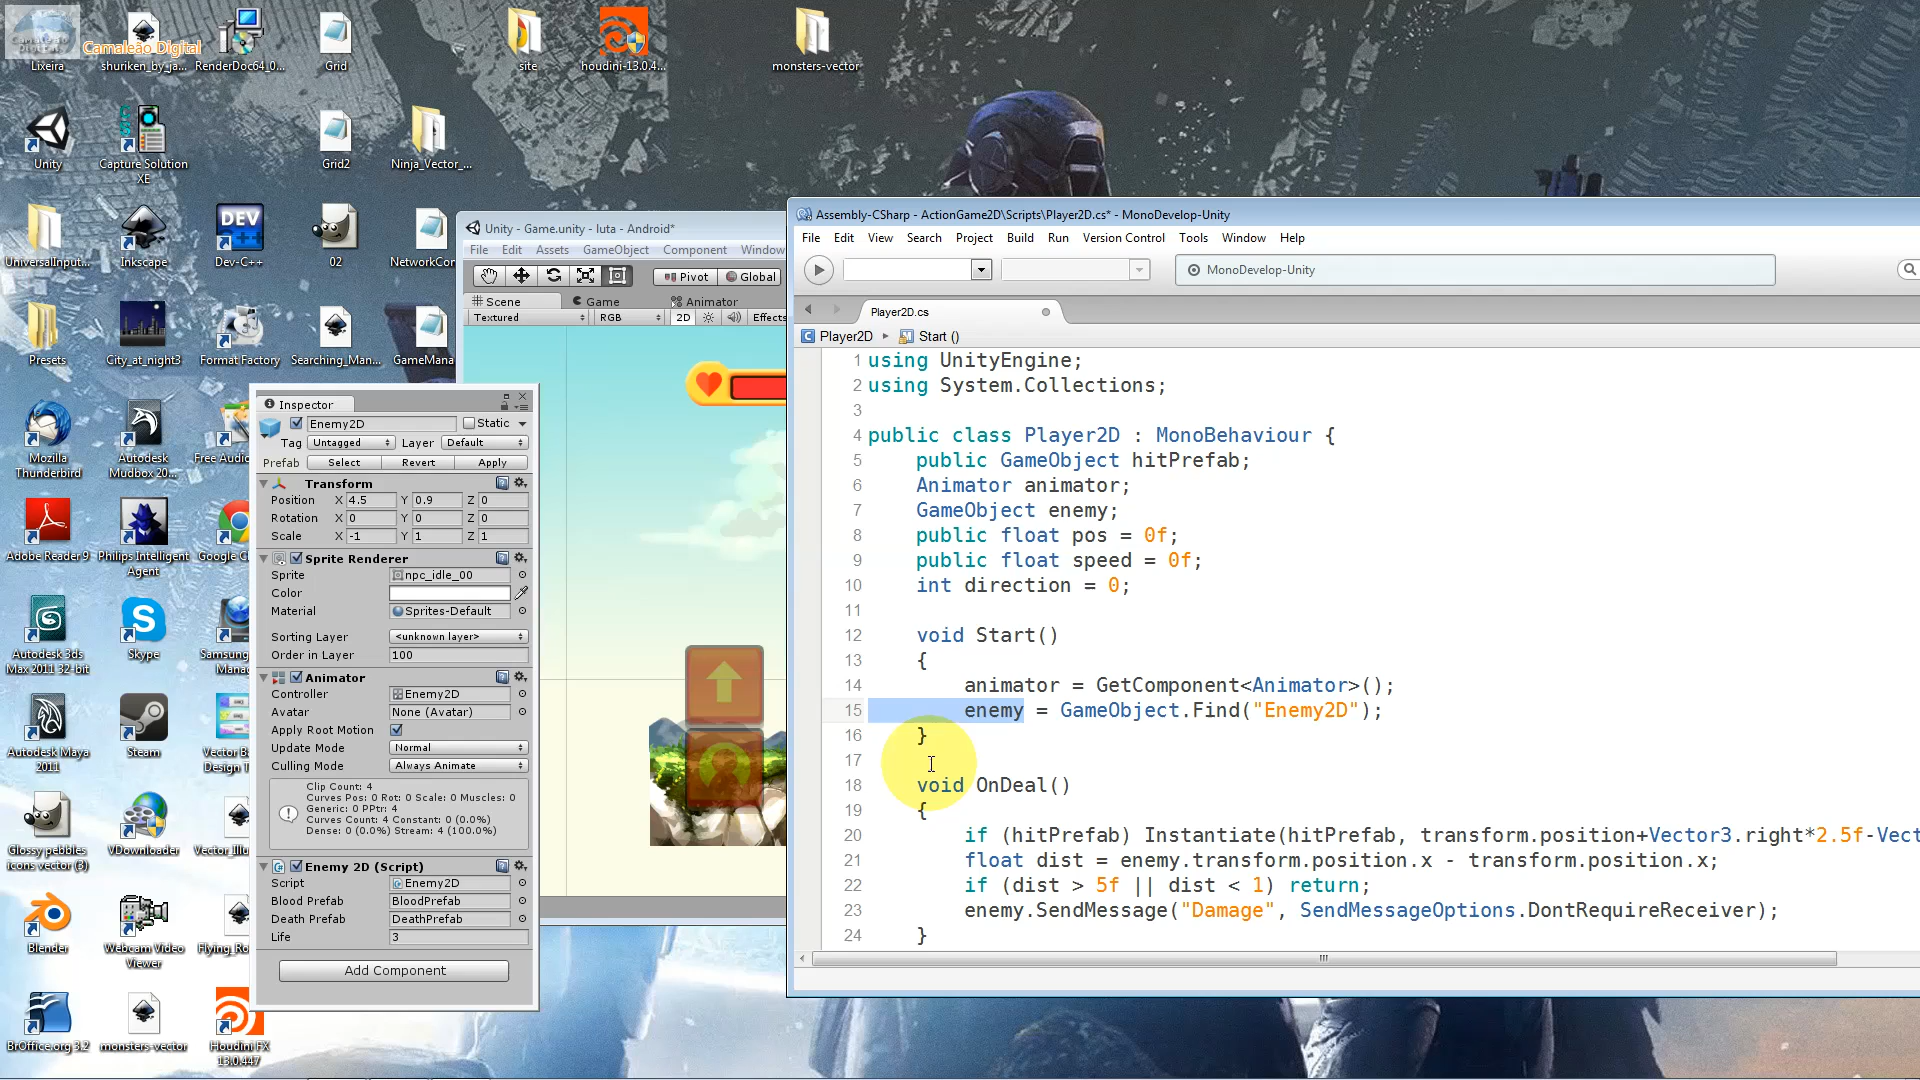 Camaleão Digital
Lixeira
shuriken_by_ja...
RenderDoc64_0...
Grid
site
houdini-13.0.4...
monsters-vector
Unity
Capture Solution XE
Grid2
Ninja_Vector_...
UniversalInput...
Inkscape
DEV
Dev-C++
02
NetworkCon
Presets
City_at_night3
Format Factory
Searching_Man...
GameMana
Mozilla Thunderbird
Autodesk Mudbox 20...
Free Audio
Adobe Reader 9
Philips Intelligent Agent
Google C
Autodesk 3ds Max 2011 32-bit
Skype
Samsung
Autodesk Maya 2011
Steam
Vector B
Design T
Glossy pebbles icons vector (3)
VDownloader
Vector_Illu
Blender
Webcam Video Viewer
Flying_Ro
BrOffice.org 3.2
monsters-vector
Houdini FX 13.0.447
Unity - Game.unity - luta - Android*
File Edit Assets GameObject Component Window
Pivot Global
Scene Game Animator
Textured RGB 2D Effects
Inspector
Enemy2D Static
Tag Untagged Layer Default
Prefab Select Revert Apply
Transform
Position X 4.5 Y 0.9 Z 0
Rotation X 0 Y 0 Z 0
Scale X -1 Y 1 Z 1
Sprite Renderer
Sprite npc_idle_00
Color
Material Sprites-Default
Sorting Layer <unknown layer>
Order in Layer 100
Animator
Controller Enemy2D
Avatar None (Avatar)
Apply Root Motion
Update Mode Normal
Culling Mode Always Animate
Clip Count: 4
Curves Pos: 0 Rot: 0 Scale: 0 Muscles: 0
Generic: 0 PPtr: 4
Curves Count: 4 Constant: 0 (0.0%)
Dense: 0 (0.0%) Stream: 4 (100.0%)
Enemy 2D (Script)
Script Enemy2D
Blood Prefab BloodPrefab
Death Prefab DeathPrefab
Life 3
Add Component
Assembly-CSharp - ActionGame2D\Scripts\Player2D.cs* - MonoDevelop-Unity
File Edit View Search Project Build Run Version Control Tools Window Help
MonoDevelop-Unity
Player2D.cs
Player2D Start ()
1 using UnityEngine;
2 using System.Collections;
3
4 public class Player2D : MonoBehaviour {
5 public GameObject hitPrefab;
6 Animator animator;
7 GameObject enemy;
8 public float pos = 0f;
9 public float speed = 0f;
10 int direction = 0;
11
12 void Start()
13 {
14 animator = GetComponent<Animator>();
15 enemy = GameObject.Find("Enemy2D");
16 }
17
18 void OnDeal()
19 {
20 if (hitPrefab) Instantiate(hitPrefab, transform.position+Vector3.right*2.5f-Vect
21 float dist = enemy.transform.position.x - transform.position.x;
22 if (dist > 5f || dist < 1) return;
23 enemy.SendMessage("Damage", SendMessageOptions.DontRequireReceiver);
24 }